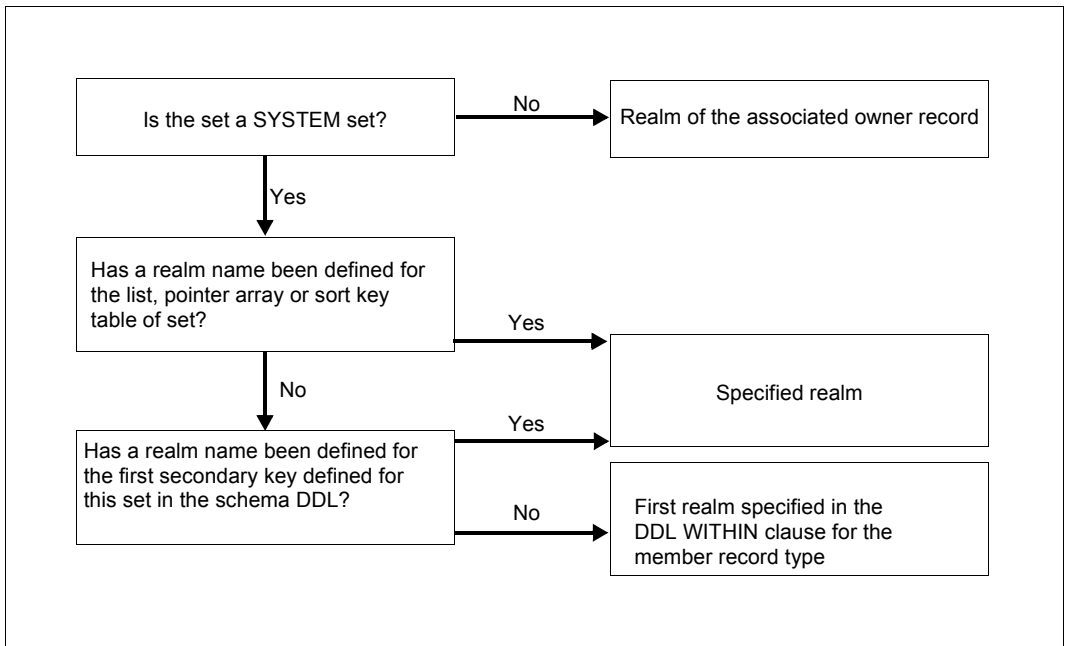 Is the set a SYSTEM set?
No
Realm of the associated owner record
Yes
Has a realm name been defined for
the list, pointer array or sort key
table of set?
Yes
Specified realm
No
Has a realm name been defined for
the first secondary key defined for
this set in the schema DDL?
Yes
No
First realm specified in the
DDL WITHIN clause for the
member record type